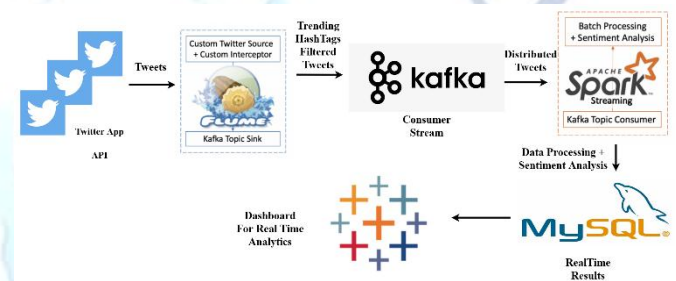 Twitter App
API
Tweets
Custom Twitter Source
+ Custom Interceptor
FLUME
Kafka Topic Sink
Trending
HashTags
Filtered
Tweets
kafka
Consumer
Stream
Distributed
Tweets
Batch Processing
+ Sentiment Analysis
APACHE
Spark
Streaming
Kafka Topic Consumer
Data Processing +
Sentiment Analysis
MySQL
RealTime
Results
Dashboard
For Real Time
Analytics